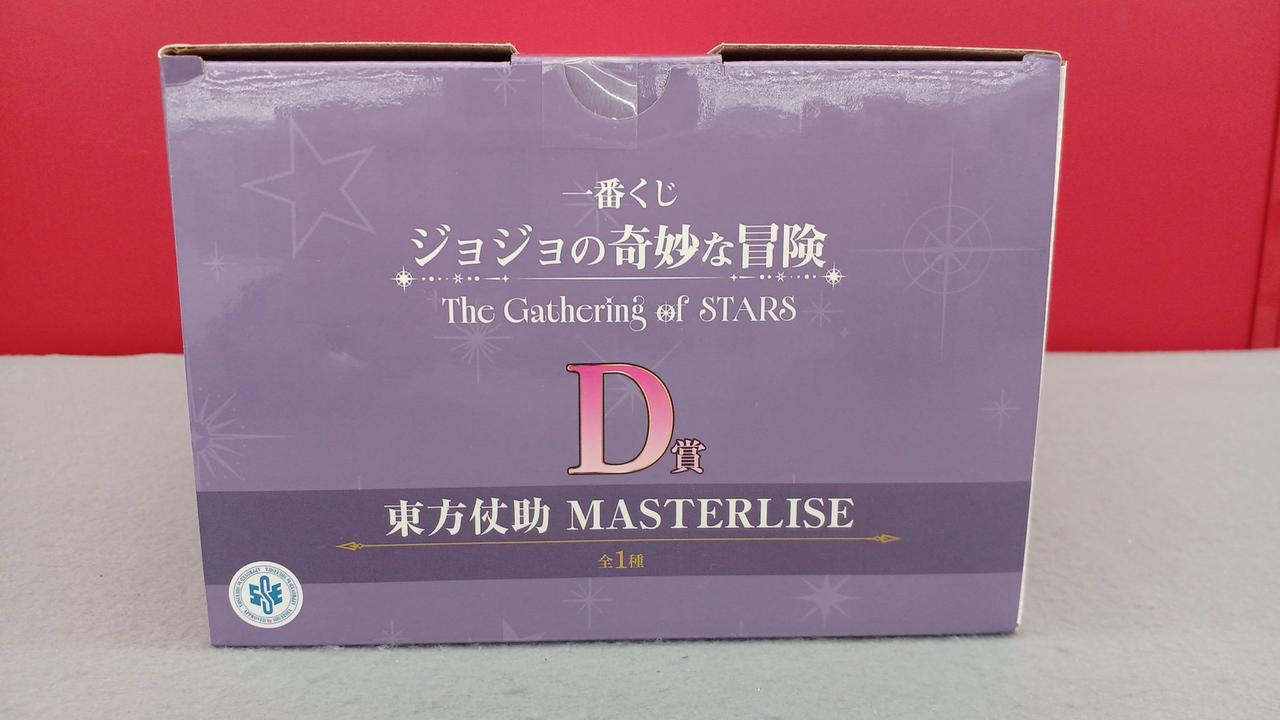 一番くじ
ジョジョの奇妙な冒険
The Gathering of STARS
D賞
東方仗助 MASTERLISE
全1種